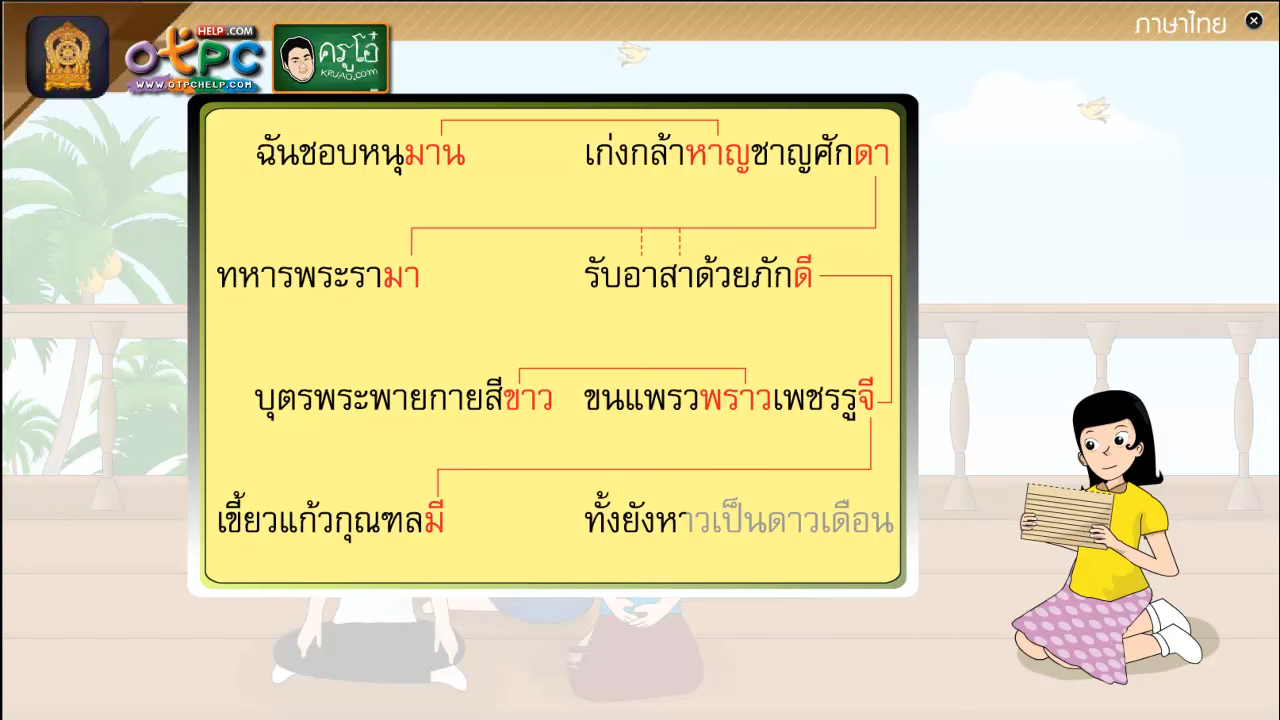 ภาษาไทย
HELP.COM
OTPC
WWW.OTPCHELP.COM
ครูโอ๋
KRUAO.COM
ฉันชอบหนุมาน เก่งกล้าหาญชาญศักดา
ทหารพระรามา รับอาสาด้วยภักดี
บุตรพระพายกายสีขาว ขนแพรวพราวเพชรรูจี
เขี้ยวแก้วกุณฑลมี ทั้งยังหาวเป็นดาวเดือน